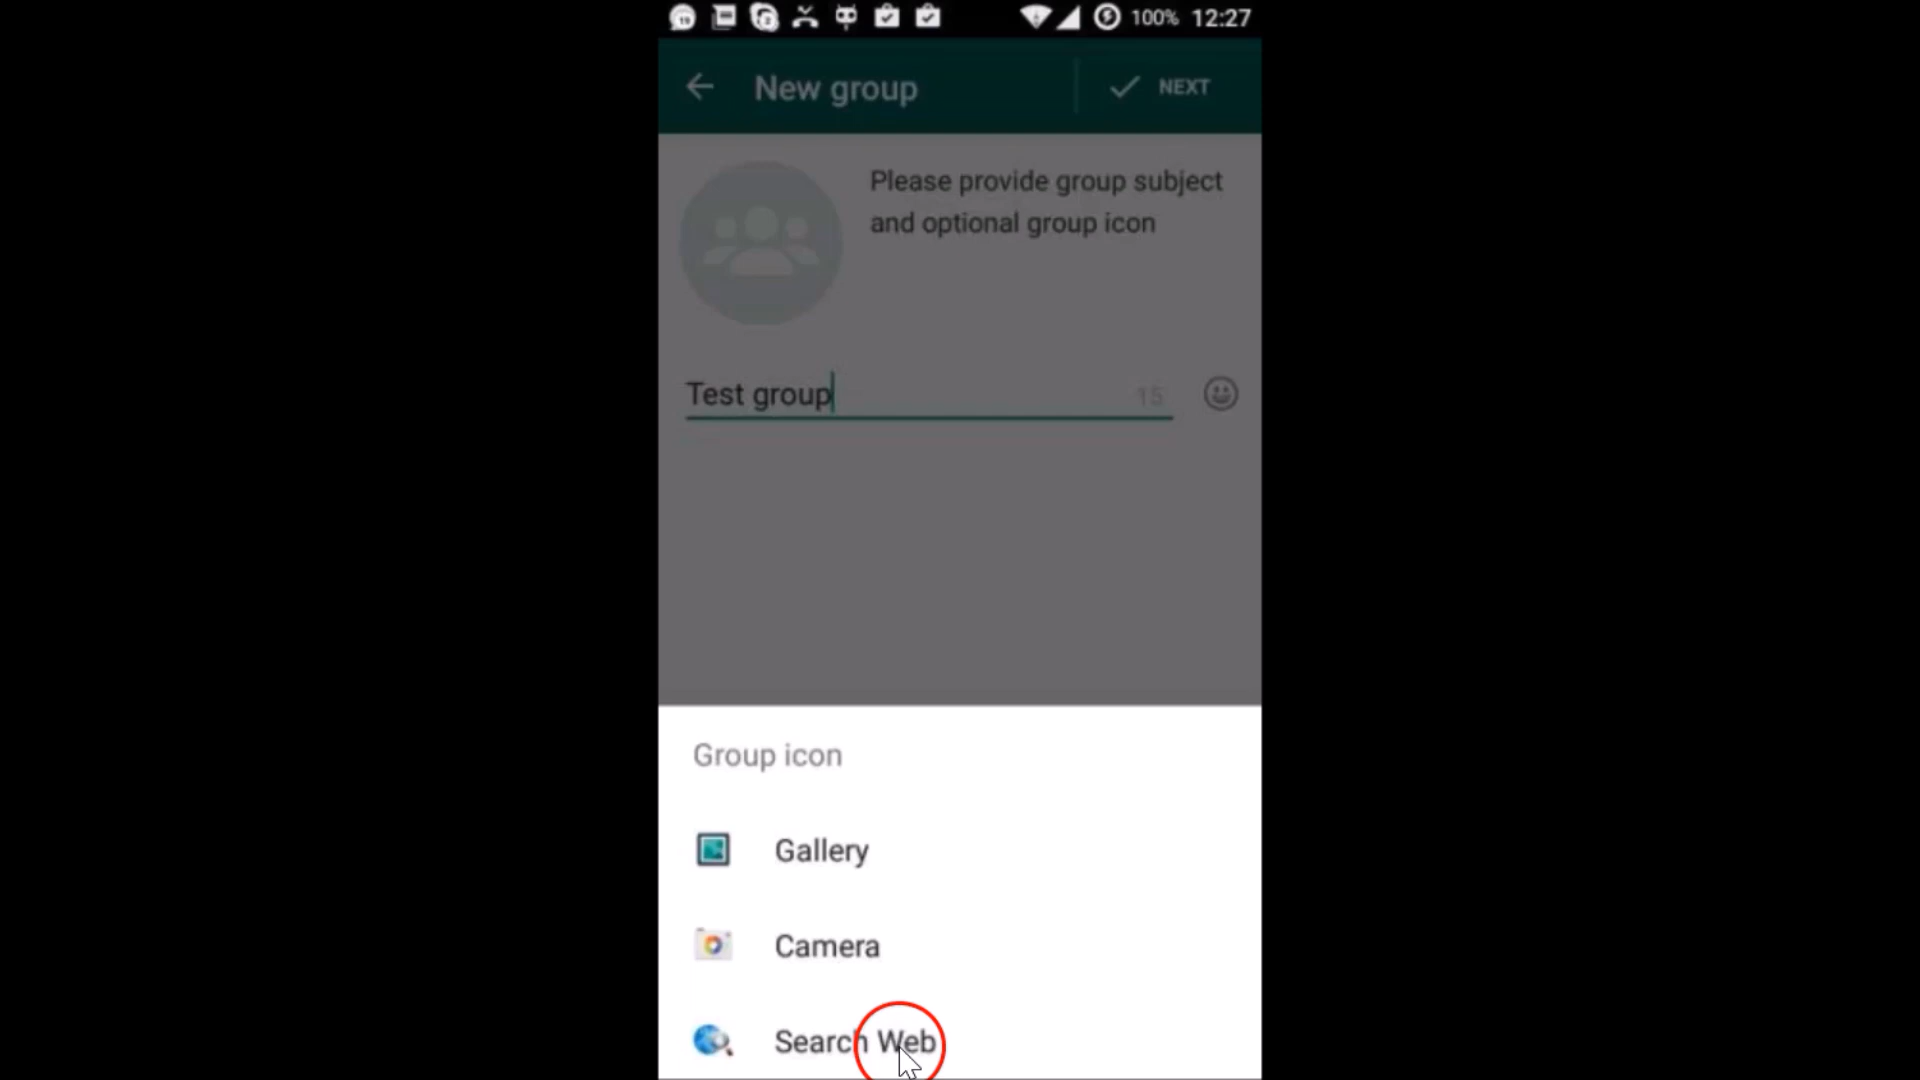 100% 12:27
New group
NEXT
Please provide group subject
and optional group icon
Test group 15
Group icon
Gallery
Camera
Search Web